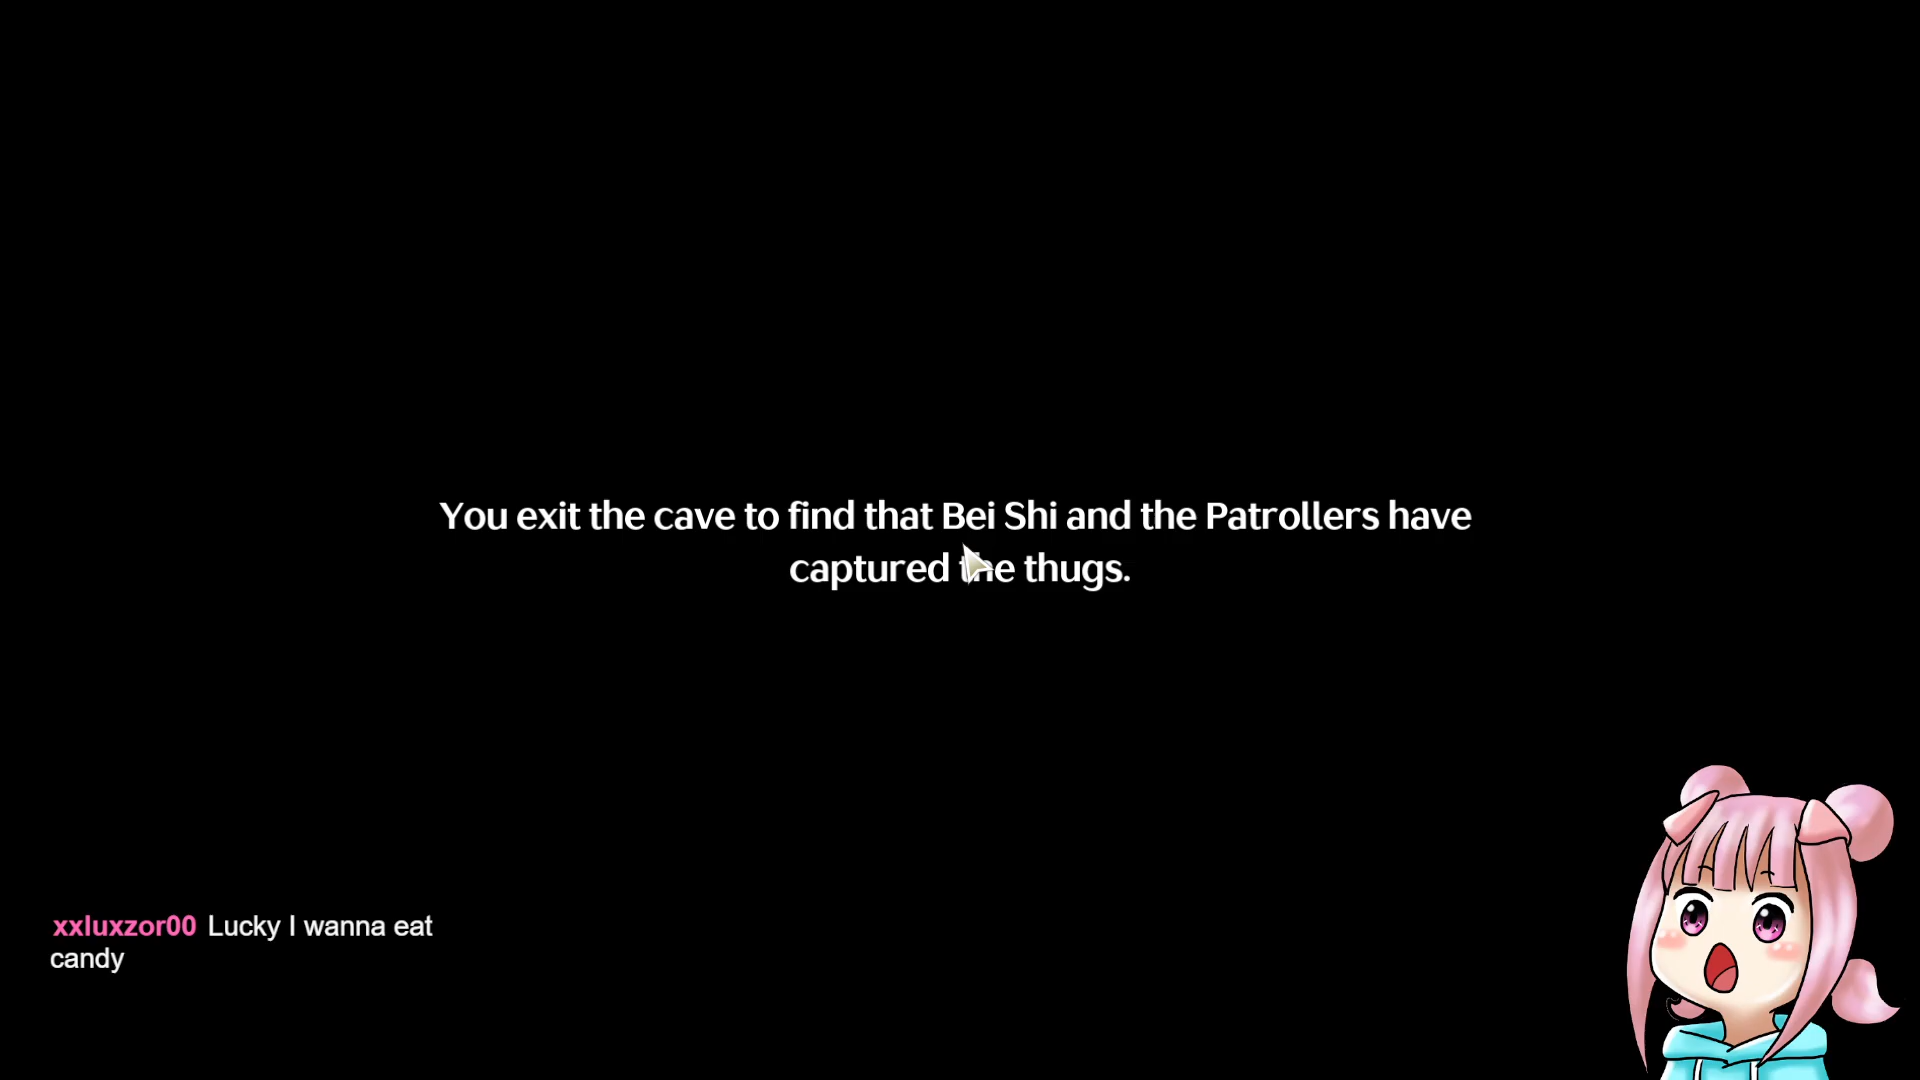 You exit the cave to find that Bei Shi and the Patrollers have
captured the thugs.
xxluxzor00 Lucky I wanna eat
candy